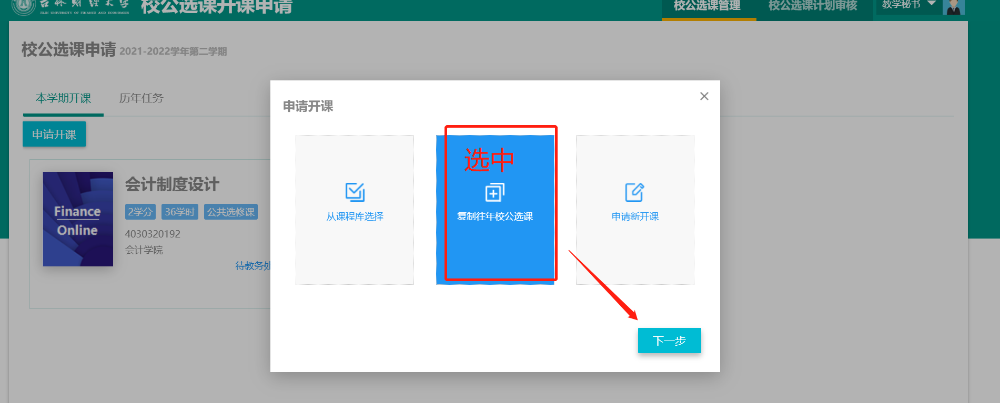 吉林财经大学
JILIN UNIVERSITY OF FINANCE AND ECONOMICS
校公选课开课申请
校公选课管理
校公选课计划审核
教学秘书
校公选课申请 2021-2022学年第二学期
本学期开课
历年任务
申请开课
会计制度设计
2学分
36学时
公共选修课
4030320192
会计学院
待教务处
Finance
Online
申请开课
选中
从课程库选择
复制往年校公选课
申请新开课
下一步